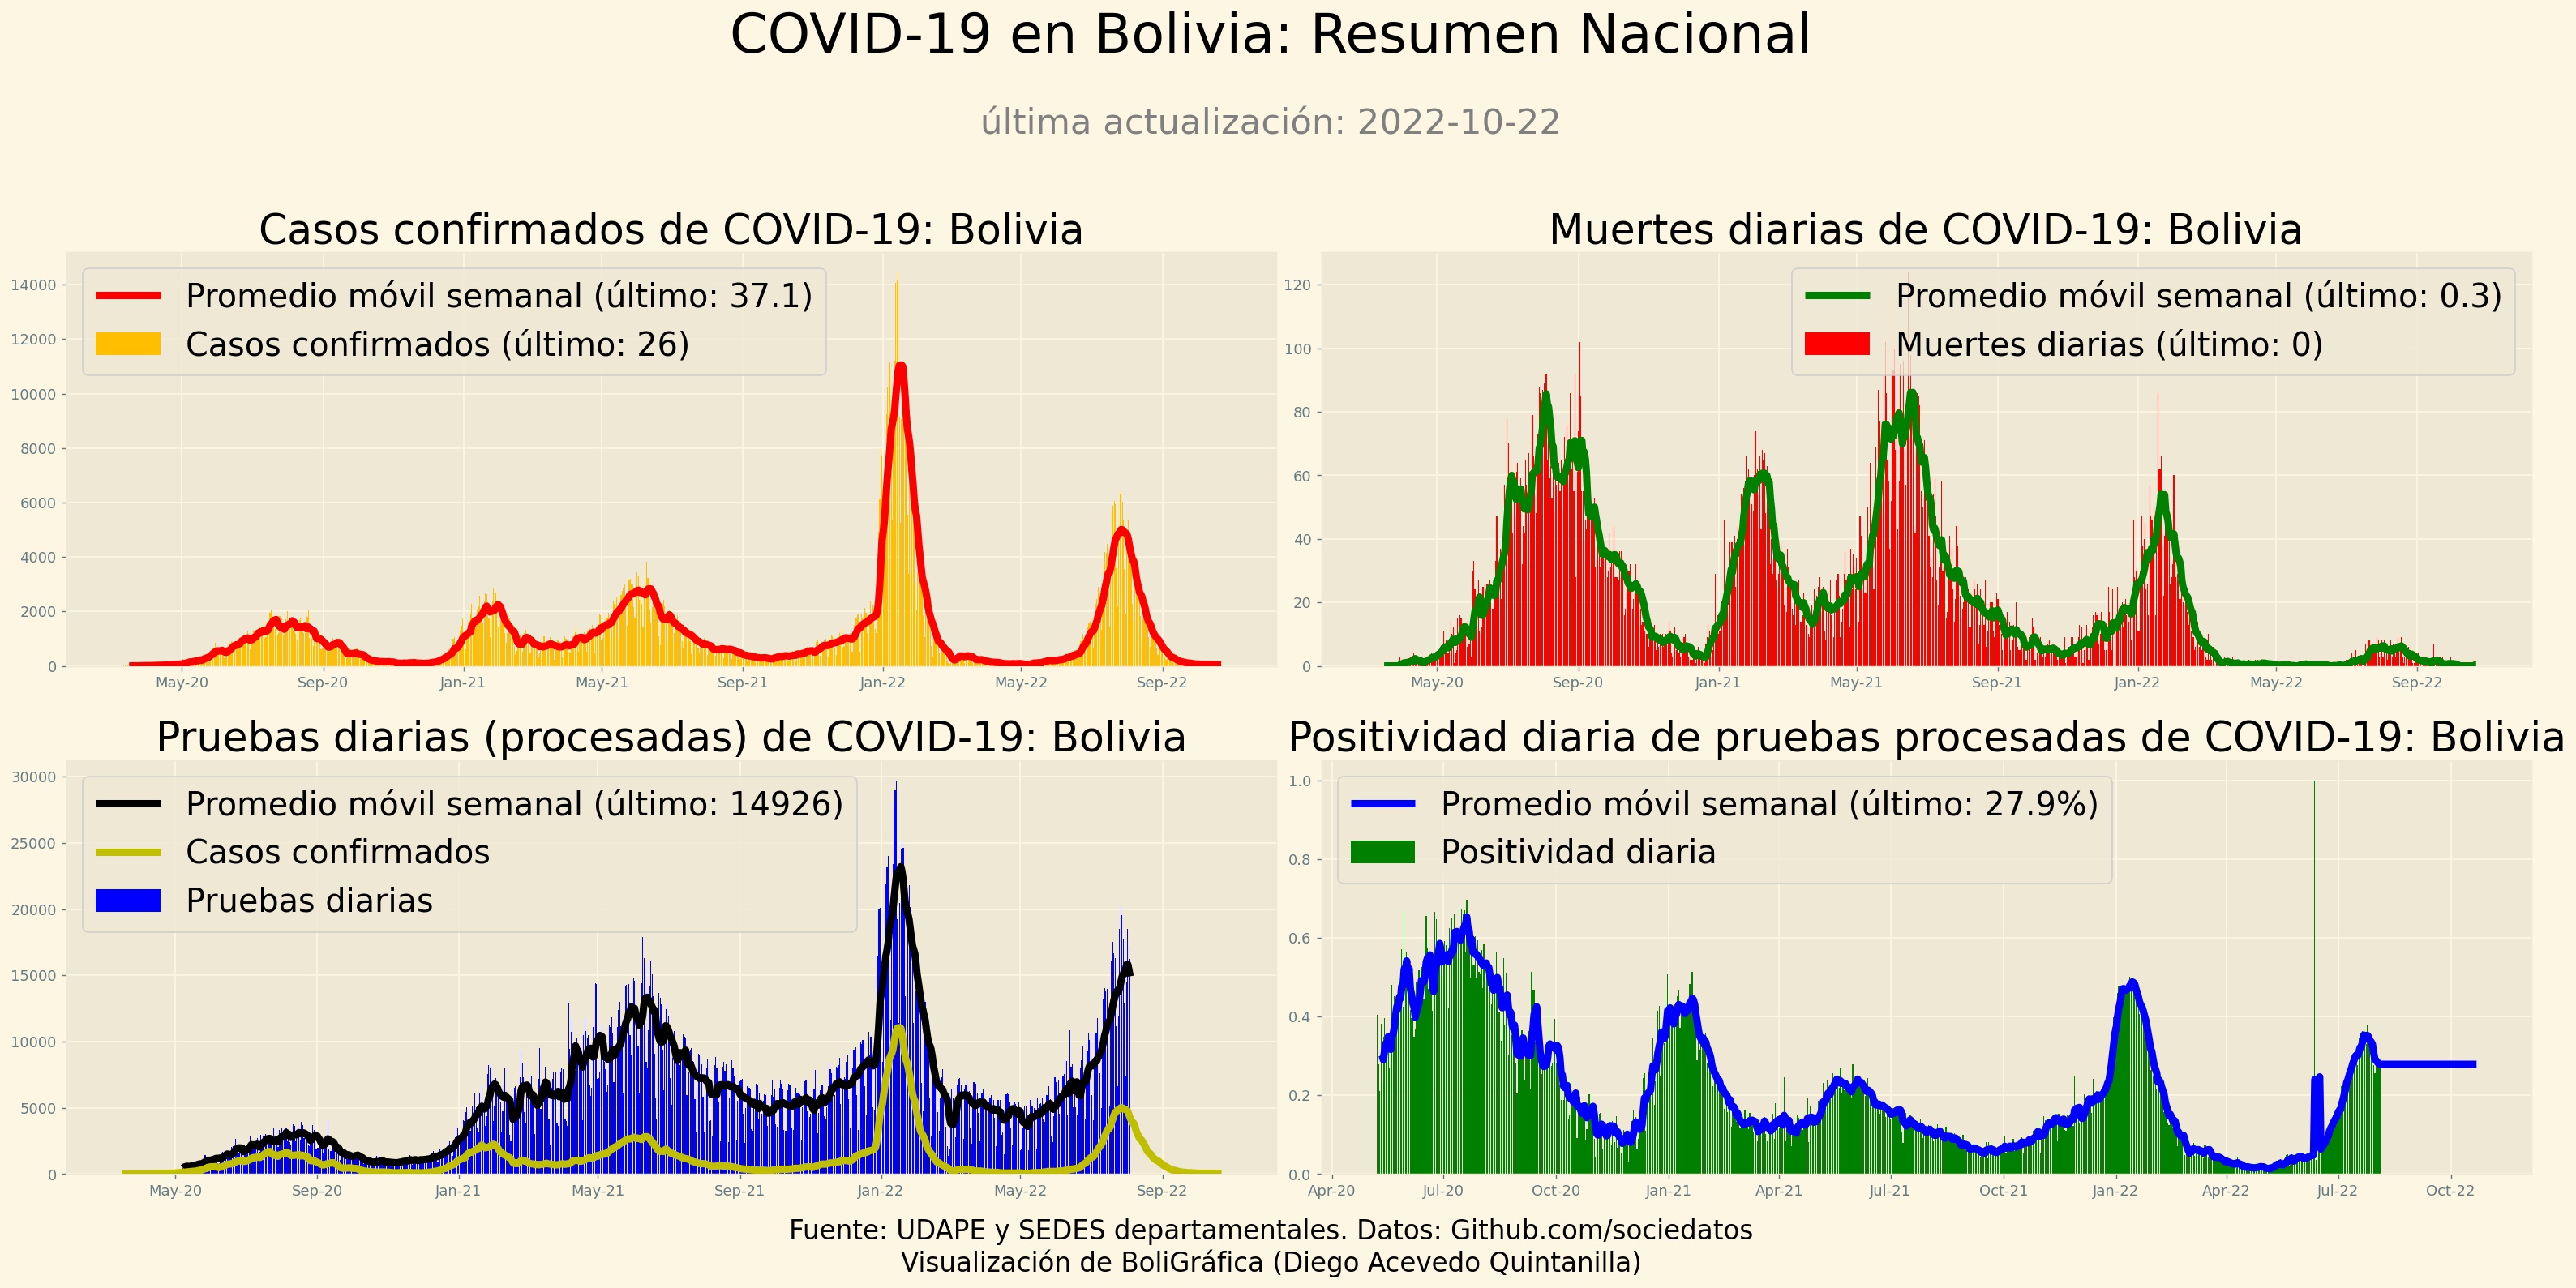 COVID-19 en Bolivia: Resumen Nacional
última actualización: 2022-10-22
Casos confirmados de COVID-19: Bolivia
Promedio móvil semanal (último: 37.1)
Casos confirmados (último: 26)
14000
12000
10000
8000
6000
4000
2000
0
May-20 Sep-20 Jan-21 May-21 Sep-21 Jan-22 May-22 Sep-22
Muertes diarias de COVID-19: Bolivia
Promedio móvil semanal (último: 0.3)
Muertes diarias (último: 0)
120
100
80
60
40
20
0
May-20 Sep-20 Jan-21 May-21 Sep-21 Jan-22 May-22 Sep-22
Pruebas diarias (procesadas) de COVID-19: Bolivia
Promedio móvil semanal (último: 14926)
Casos confirmados
Pruebas diarias
30000
25000
20000
15000
10000
5000
0
May-20 Sep-20 Jan-21 May-21 Sep-21 Jan-22 May-22 Sep-22
Positividad diaria de pruebas procesadas de COVID-19: Bolivia
Promedio móvil semanal (último: 27.9%)
Positividad diaria
1.0
0.8
0.6
0.4
0.2
0.0
Apr-20 Jul-20 Oct-20 Jan-21 Apr-21 Jul-21 Oct-21 Jan-22 Apr-22 Jul-22 Oct-22
Fuente: UDAPE y SEDES departamentales. Datos: Github.com/sociedatos
Visualización de BoliGráfica (Diego Acevedo Quintanilla)